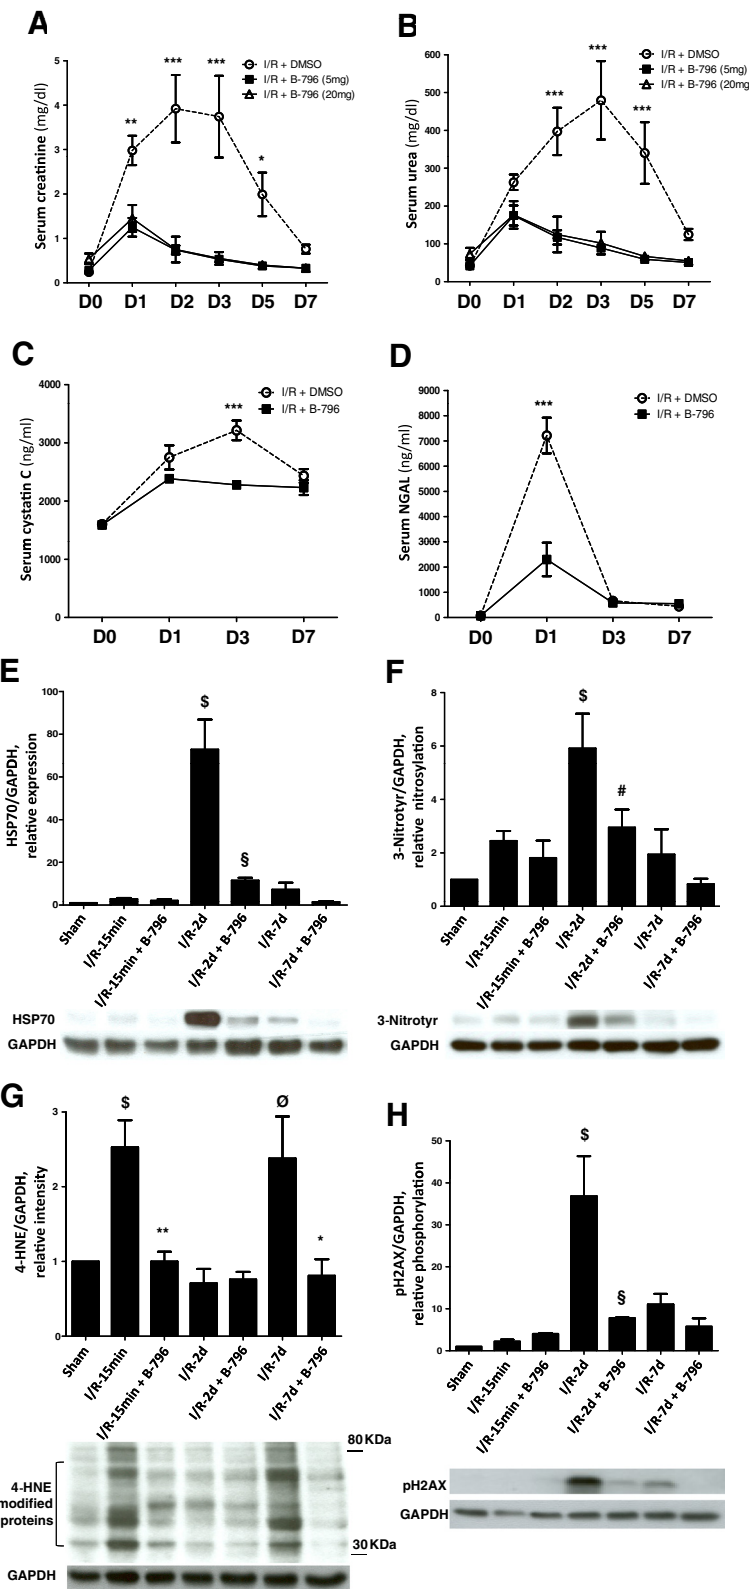 A
Serum creatinine (mg/dl)
5
4
3
2
1
0
**
***
***
*
I/R + DMSO
I/R + B-796 (5mg)
I/R + B-796 (20mg)
D0 D1 D2 D3 D5 D7
B
Serum urea (mg/dl)
600
500
400
300
200
100
0
***
***
***
I/R + DMSO
I/R + B-796 (5mg)
I/R + B-796 (20mg)
D0 D1 D2 D3 D5 D7
C
Serum cystatin C (ng/ml)
4000
3000
2000
1000
0
***
I/R + DMSO
I/R + B-796
D0 D1 D3 D7
D
Serum NGAL (ng/ml)
9000
8000
7000
6000
5000
4000
3000
2000
1000
0
***
I/R + DMSO
I/R + B-796
D0 D1 D3 D7
E
HSP70/GAPDH,
relative expression
100
80
60
40
20
0
$
§
Sham
I/R-15min
I/R-15min + B-796
I/R-2d
I/R-2d + B-796
I/R-7d
I/R-7d + B-796
HSP70
GAPDH
F
3-Nitrotyr/GAPDH,
relative nitrosylation
8
6
4
2
0
$
#
Sham
I/R-15min
I/R-15min + B-796
I/R-2d
I/R-2d + B-796
I/R-7d
I/R-7d + B-796
3-Nitrotyr
GAPDH
G
4-HNE/GAPDH,
relative intensity
3
2
1
0
$
**
Ø
*
Sham
I/R-15min
I/R-15min + B-796
I/R-2d
I/R-2d + B-796
I/R-7d
I/R-7d + B-796
80 KDa
4-HNE
modified
proteins
30 KDa
GAPDH
H
pH2AX/GAPDH,
relative phosphorylation
50
40
30
20
10
0
$
§
Sham
I/R-15min
I/R-15min + B-796
I/R-2d
I/R-2d + B-796
I/R-7d
I/R-7d + B-796
pH2AX
GAPDH